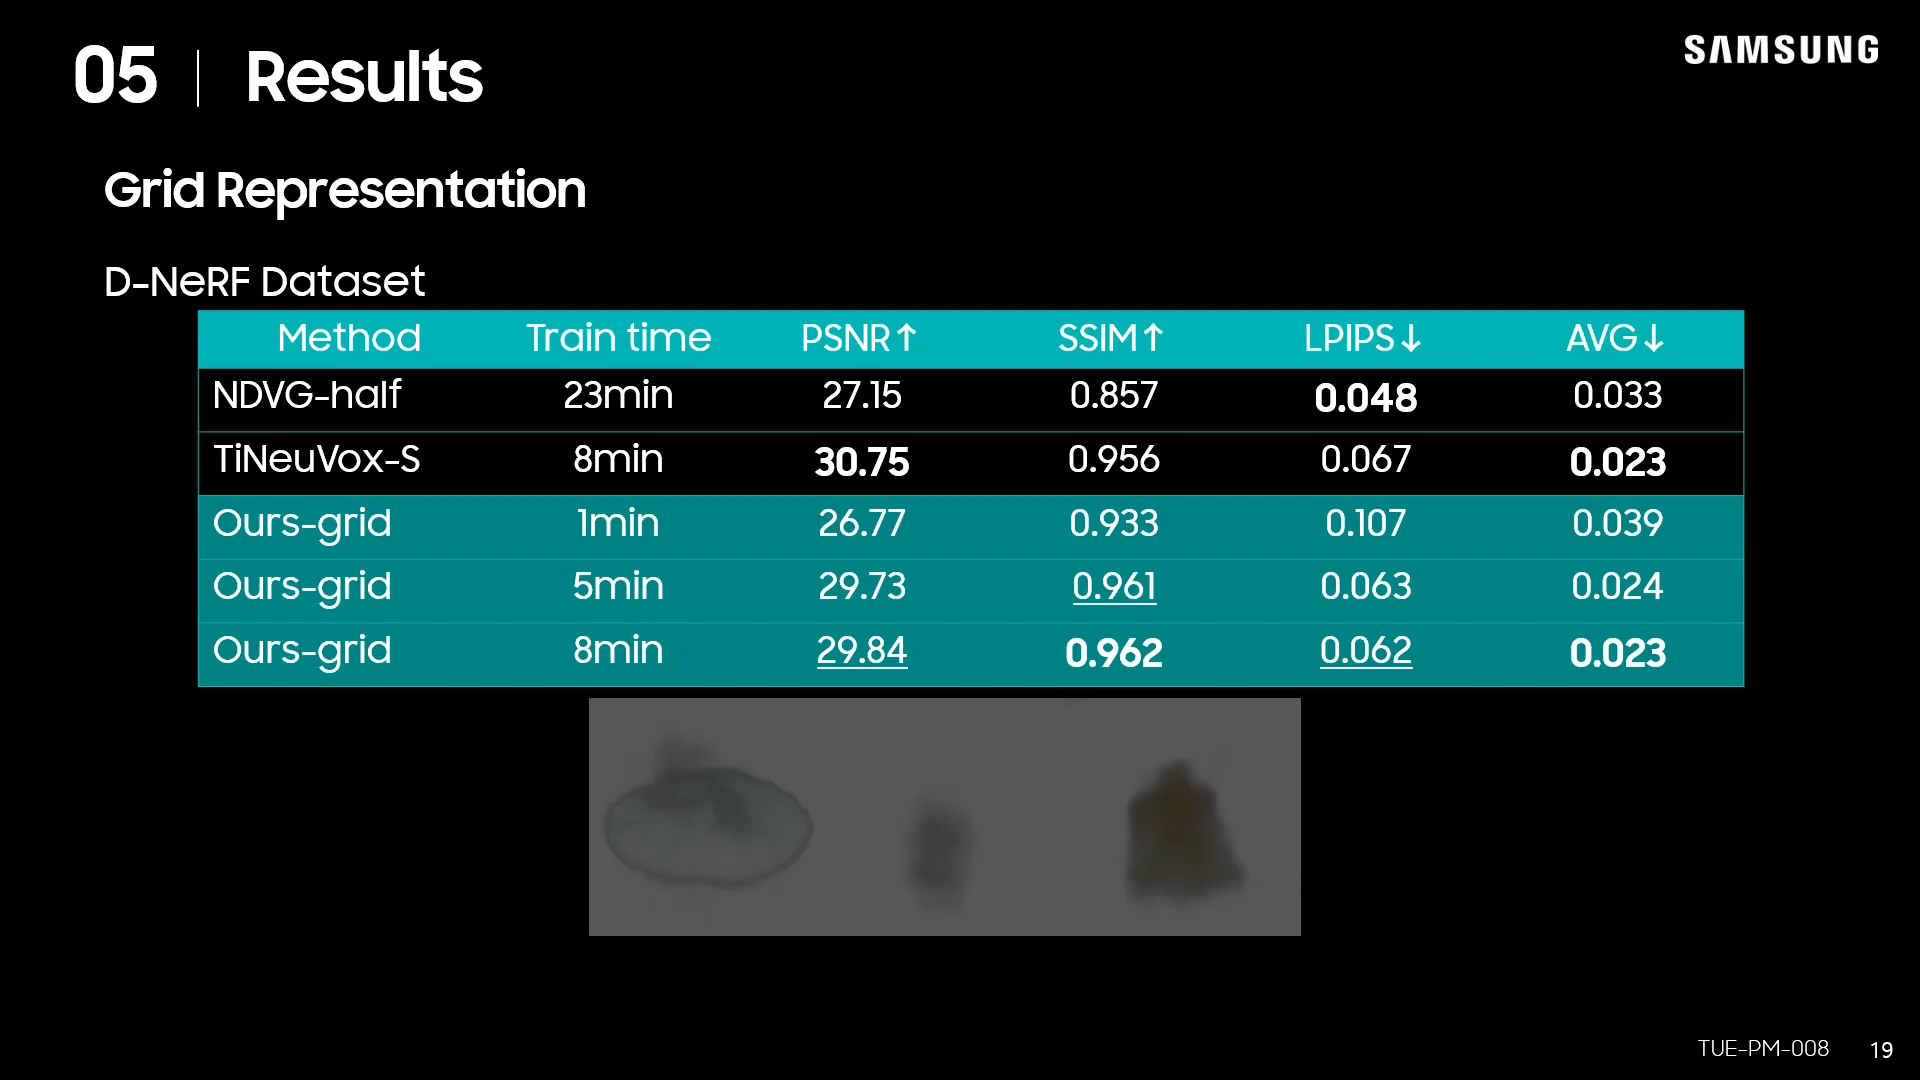 05 | Results
SAMSUNG
Grid Representation
D-NeRF Dataset
Method Train time PSNR↑ SSIM↑ LPIPS↓ AVG↓
NDVG-half 23min 27.15 0.857 0.048 0.033
TiNeuVox-S 8min 30.75 0.956 0.067 0.023
Ours-grid 1min 26.77 0.933 0.107 0.039
Ours-grid 5min 29.73 0.961 0.063 0.024
Ours-grid 8min 29.84 0.962 0.062 0.023
TUE-PM-008 19